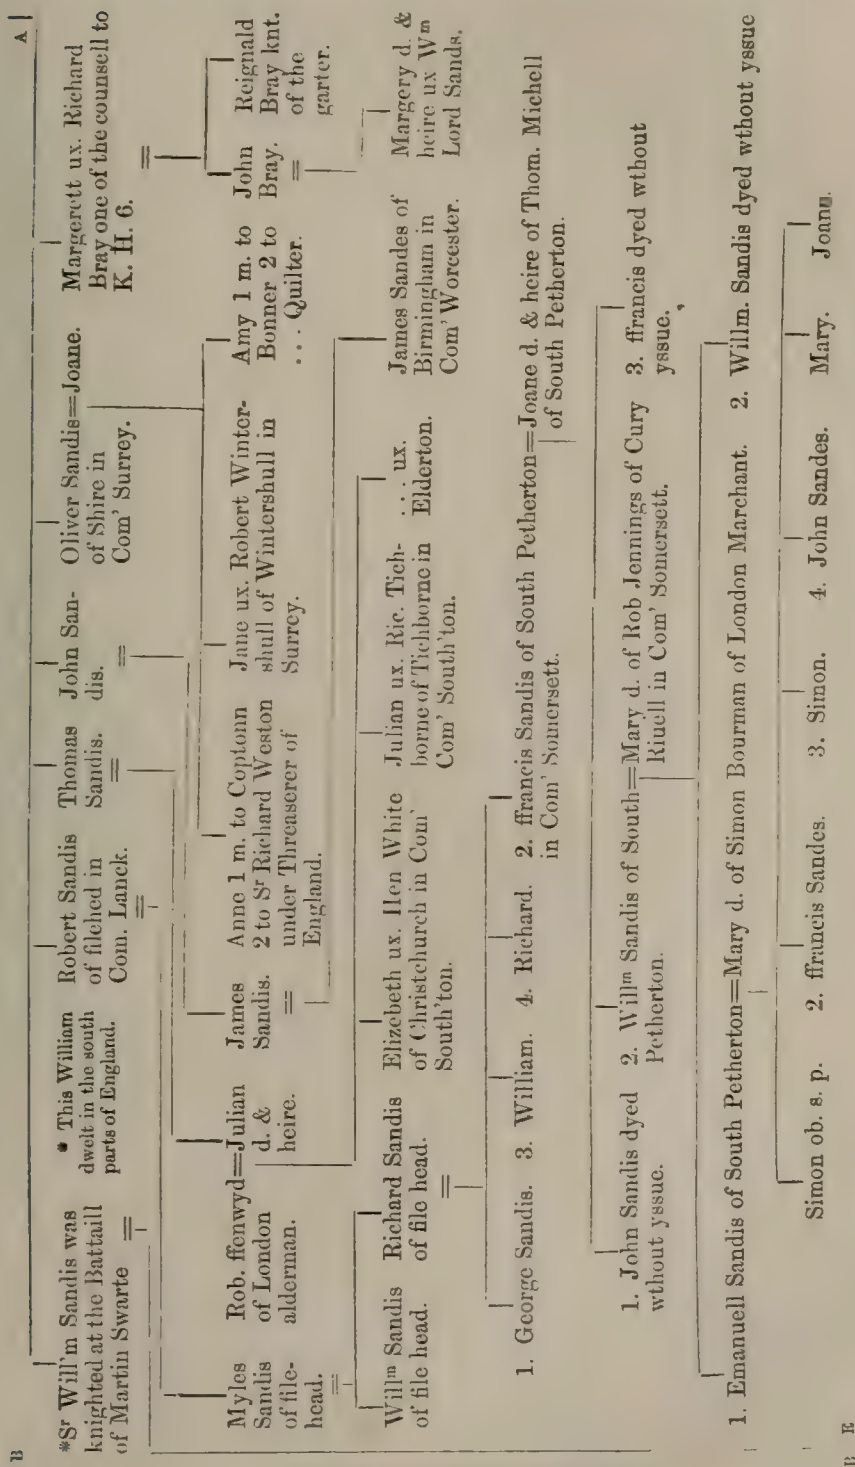 B
A
*Sʳ Will'm Sandis was
knighted at the Battaill
of Martin Swarte
* This William
dwelt in the south
parts of England.
Robert Sandis
of filched in
Com. Lanck.
Thomas
Sandis.
John San-
dis.
Oliver Sandis=Joane.
of Shire in
Com' Surrey.
Margerett ux. Richard
Bray one of the counsell to
K. H. 6.
Myles
Sandis
of file-
head.
Rob. ffenwyd=Julian
of London
alderman.
d. &
heire.
James
Sandis.
Anne 1 m. to Coptonn
2 to Sʳ Richard Weston
under Threaserer of
England.
Jane ux. Robert Winter-
shull of Wintershull in
Surrey.
Amy 1 m. to
Bonner 2 to
. . . Quilter.
John
Bray.
Reignald
Bray knt.
of the
garter.
Willᵐ Sandis
of file head.
Richard Sandis
of file head.
Elizebeth ux. Hen White
of Christchurch in Com'
South'ton.
Julian ux. Ric. Tich-
borne of Tichborne in
Com' South'ton.
. . . ux.
Elderton.
James Sandes of
Birmingham in
Com' Worcester.
Margery d. &
heire ux Wᵐ
Lord Sands.
1. George Sandis. 3. William. 4. Richard. 2. ffrancis Sandis of South Petherton=Joane d. & heire of Thom. Michell
in Com' Somersett.
of South Petherton.
1. John Sandis dyed
wthout yssue.
2. Willᵐ Sandis of South=Mary d. of Rob Jennings of Cury
Petherton.
Riuell in Com' Somersett.
3. ffrancis dyed wthout
yssue.
1. Emanuell Sandis of South Petherton=Mary d. of Simon Bourman of London Marchant. 2. Willm. Sandis dyed without yssue
Simon ob. s. p. 2. ffrancis Sandes. 3. Simon. 4. John Sandes. Mary. Joann.
B E